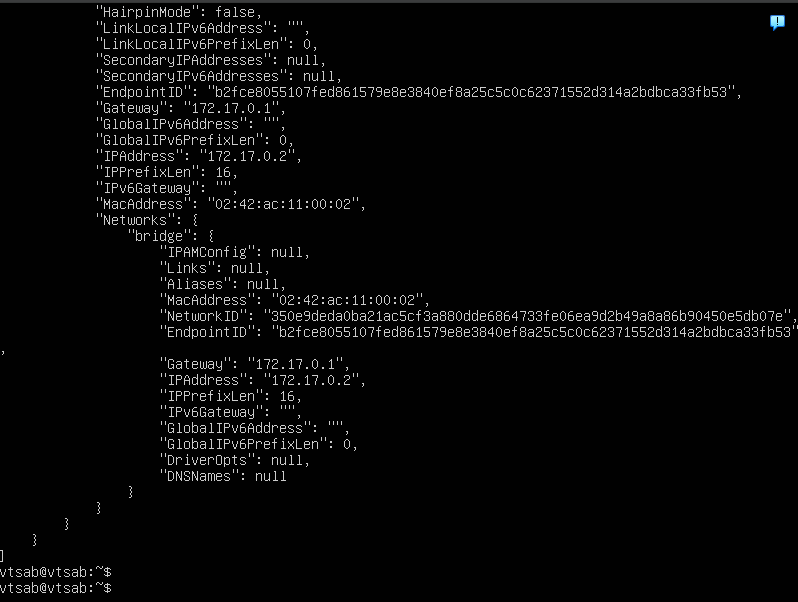 "HairpinMode": false,
"LinkLocalIPv6Address": "",
"LinkLocalIPv6PrefixLen": 0,
"SecondaryIPAddresses": null,
"SecondaryIPv6Addresses": null,
"EndpointID": "b2fce8055107fed861579e8e3840ef8a25c5c0c62371552d314a2bdbca33fb53",
"Gateway": "172.17.0.1",
"GlobalIPv6Address": "",
"GlobalIPv6PrefixLen": 0,
"IPAddress": "172.17.0.2",
"IPPrefixLen": 16,
"IPv6Gateway": "",
"MacAddress": "02:42:ac:11:00:02",
"Networks": {
"bridge": {
"IPAMConfig": null,
"Links": null,
"Aliases": null,
"MacAddress": "02:42:ac:11:00:02",
"NetworkID": "350e9deda0ba21ac5cf3a880dde6864733fe06ea9d2b49a8a86b90450e5db07e",
"EndpointID": "b2fce8055107fed861579e8e3840ef8a25c5c0c62371552d314a2bdbca33fb53"
,
"Gateway": "172.17.0.1",
"IPAddress": "172.17.0.2",
"IPPrefixLen": 16,
"IPv6Gateway": "",
"GlobalIPv6Address": "",
"GlobalIPv6PrefixLen": 0,
"DriverOpts": null,
"DNSNames": null
}
}
}
}
]
vtsab@vtsab:~$
vtsab@vtsab:~$